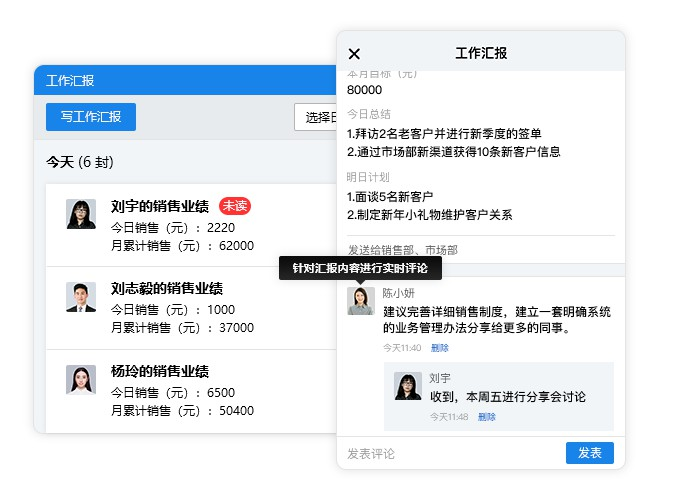 工作汇报
写工作汇报
选择日
今天 (6 封)
刘宇的销售业绩 未读
今日销售（元）：2220
月累计销售（元）：62000
刘志毅的销售业绩
今日销售（元）：1000
月累计销售（元）：37000
杨玲的销售业绩
今日销售（元）：6500
月累计销售（元）：50400
工作汇报
本月目标（元）
80000
今日总结
1.拜访2名老客户并进行新季度的签单
2.通过市场部新渠道获得10条新客户信息
明日计划
1.面谈5名新客户
2.制定新年小礼物维护客户关系
发送给销售部、市场部
针对汇报内容进行实时评论
陈小妍
建议完善详细销售制度，建立一套明确系统
的业务管理办法分享给更多的同事。
今天11:40 删除
刘宇
收到，本周五进行分享会讨论
今天11:48 删除
发表评论
发表